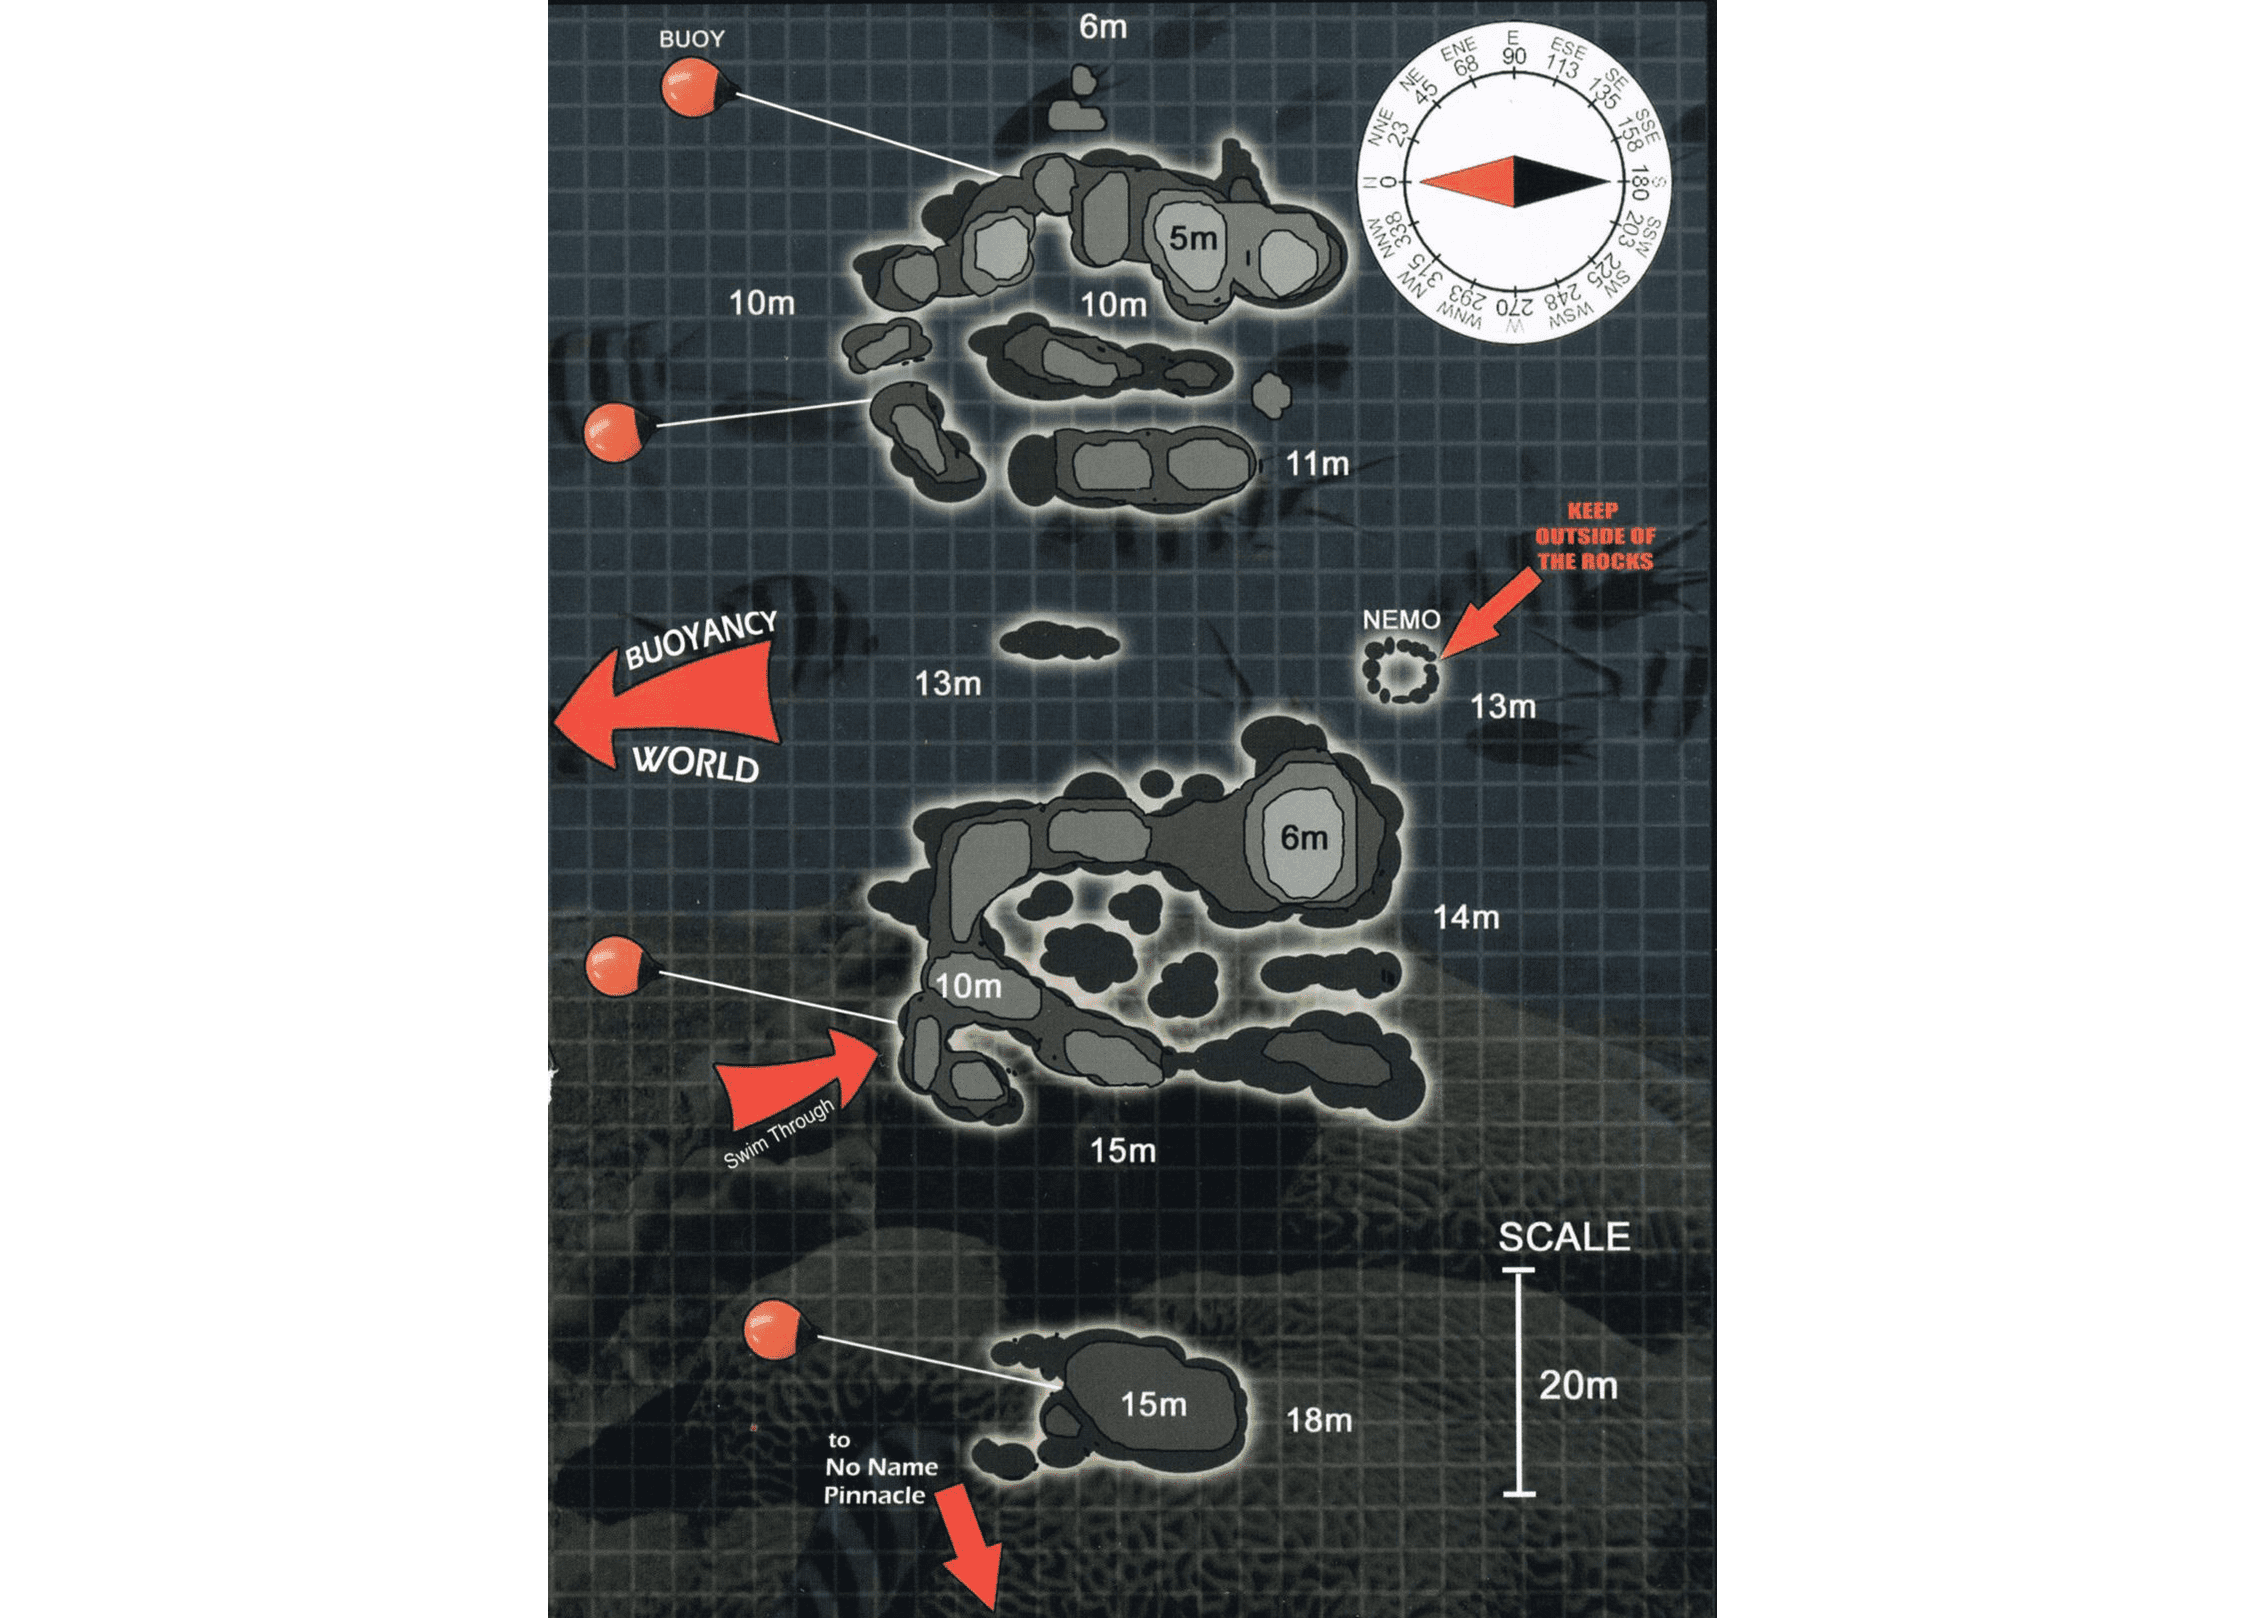 6m
BUOY
E
90
ENE
68
ESE
113
NE
45
SE
135
NNE
23
SSE
158
N
0
180
S
NNW
338
SSW
203
NW
315
SW
225
WNW
293
W
270
WSW
248
5m
10m
10m
11m
KEEP
OUTSIDE OF
THE ROCKS
NEMO
BUOYANCY
WORLD
13m
13m
6m
14m
10m
Swim Through
15m
SCALE
20m
15m
18m
to
No Name
Pinnacle